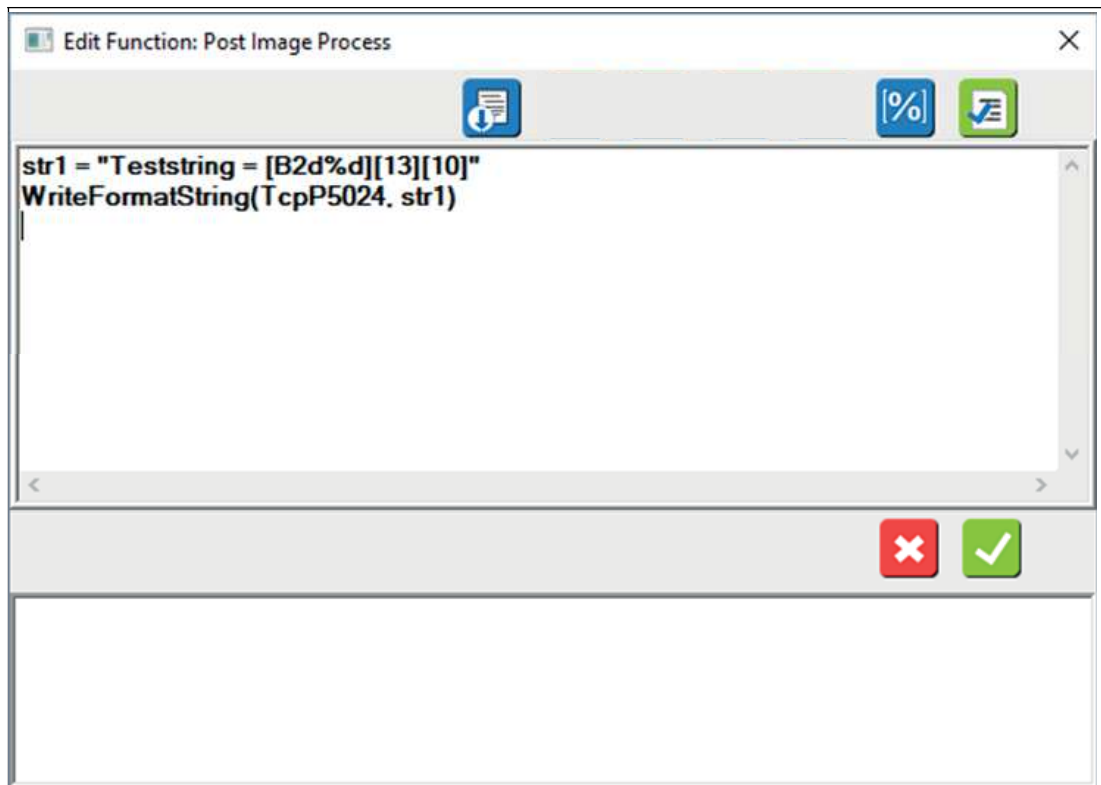 Edit Function: Post Image Process
[%]
str1 = "Teststring = [B2d%d][13][10]"
WriteFormatString(TcpP5024, str1)